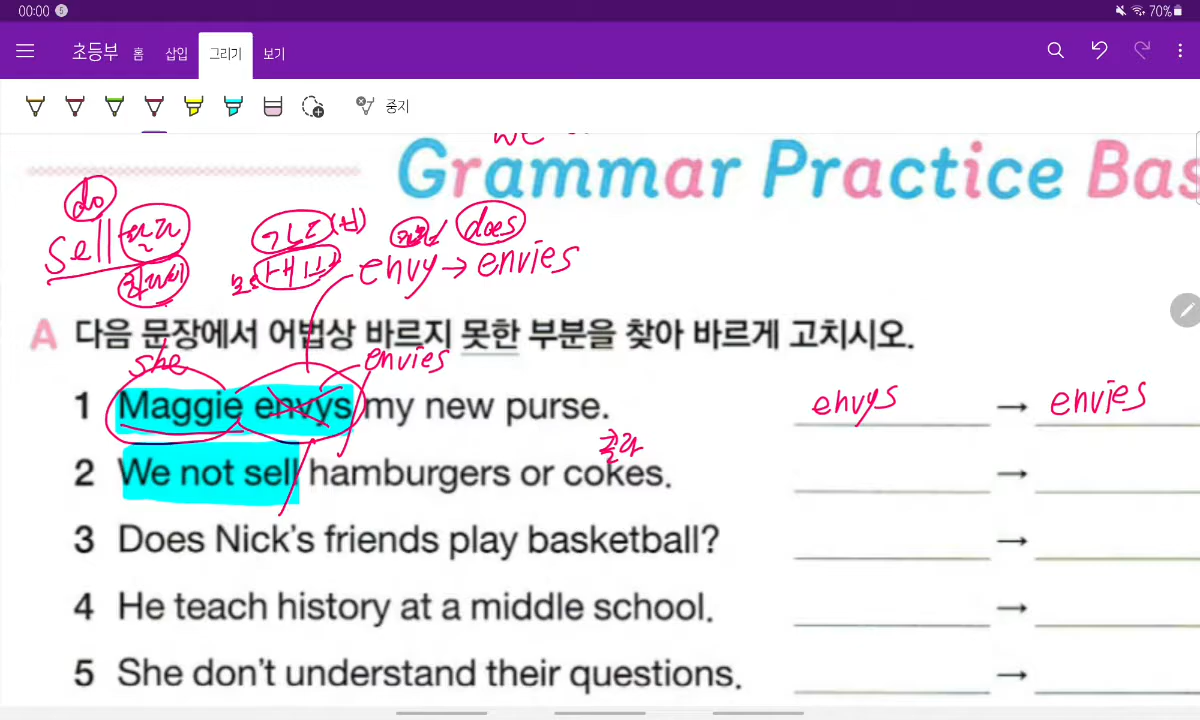 00:00 5 70%
초등부 홈 삽입 그리기 보기
중지
we
Grammar Practice Bas
do
sell
does
envy → envies
A 다음 문장에서 어법상 바르지 못한 부분을 찾아 바르게 고치시오.
she
envies
1 Maggie envys my new purse. envys → envies
콜라
2 We not sell hamburgers or cokes. →
3 Does Nick's friends play basketball? →
4 He teach history at a middle school. →
5 She don't understand their questions. →